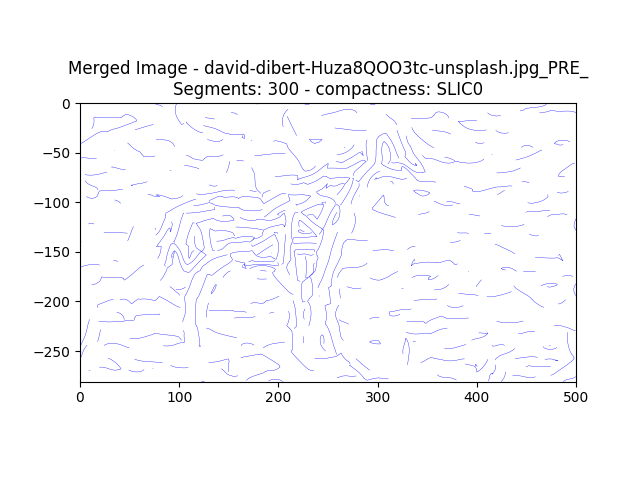 Merged Image - david-dibert-Huza8QOO3tc-unsplash.jpg_PRE_
Segments: 300 - compactness: SLIC0
0
−50
−100
−150
−200
−250
0 100 200 300 400 500